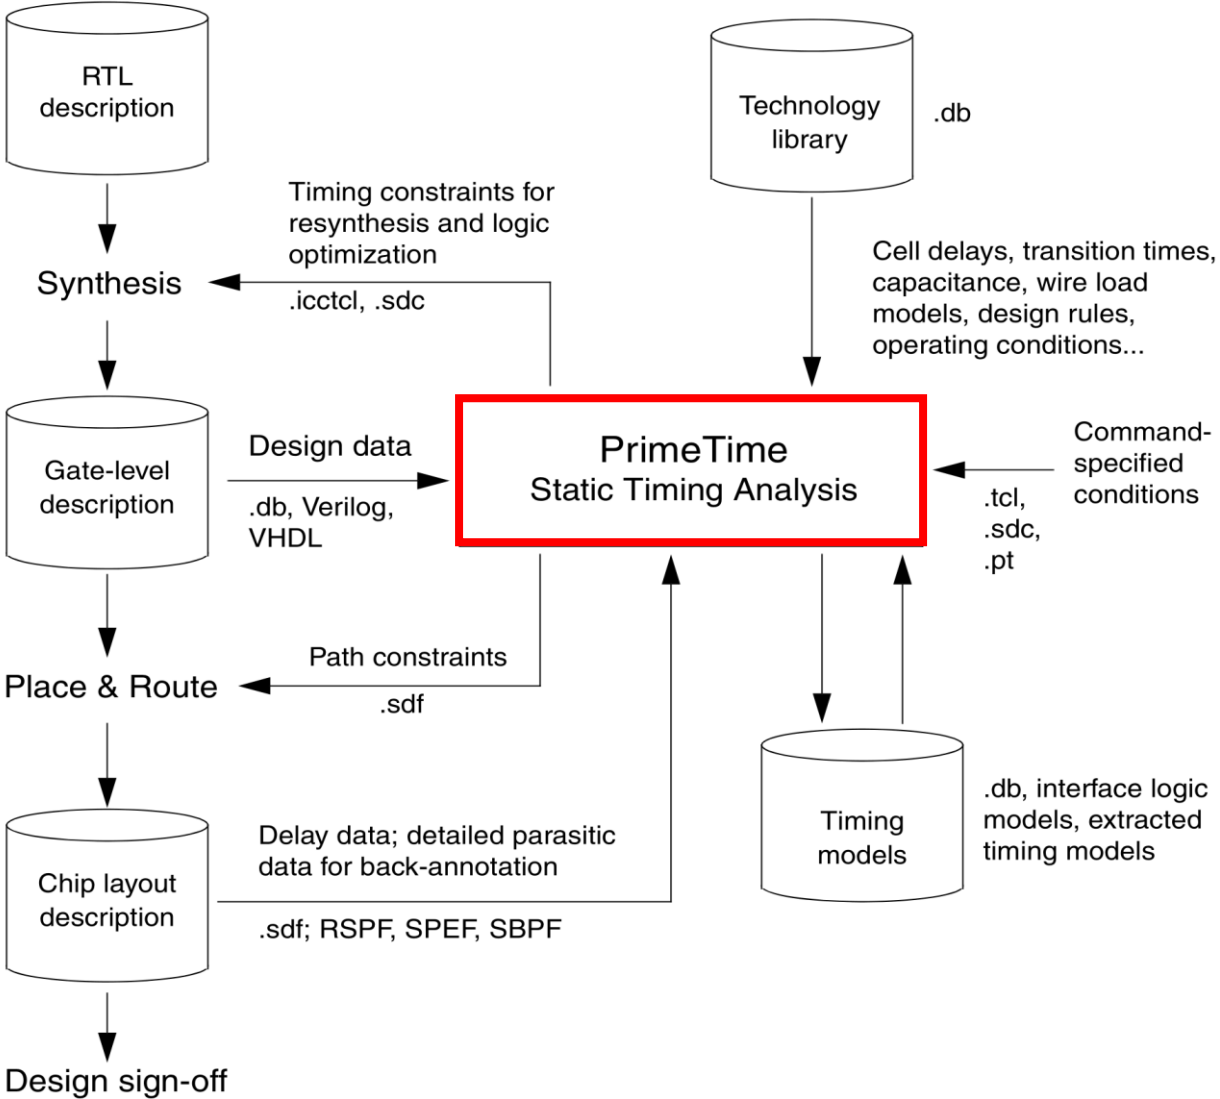 RTL
description
Technology
library
.db
Timing constraints for
resynthesis and logic
optimization
.icctcl, .sdc
Synthesis
Cell delays, transition times,
capacitance, wire load
models, design rules,
operating conditions...
Gate-level
description
Design data
.db, Verilog,
VHDL
PrimeTime
Static Timing Analysis
Command-
specified
conditions
.tcl,
.sdc,
.pt
Path constraints
.sdf
Place & Route
Chip layout
description
Delay data; detailed parasitic
data for back-annotation
.sdf; RSPF, SPEF, SBPF
Timing
models
.db, interface logic
models, extracted
timing models
Design sign-off